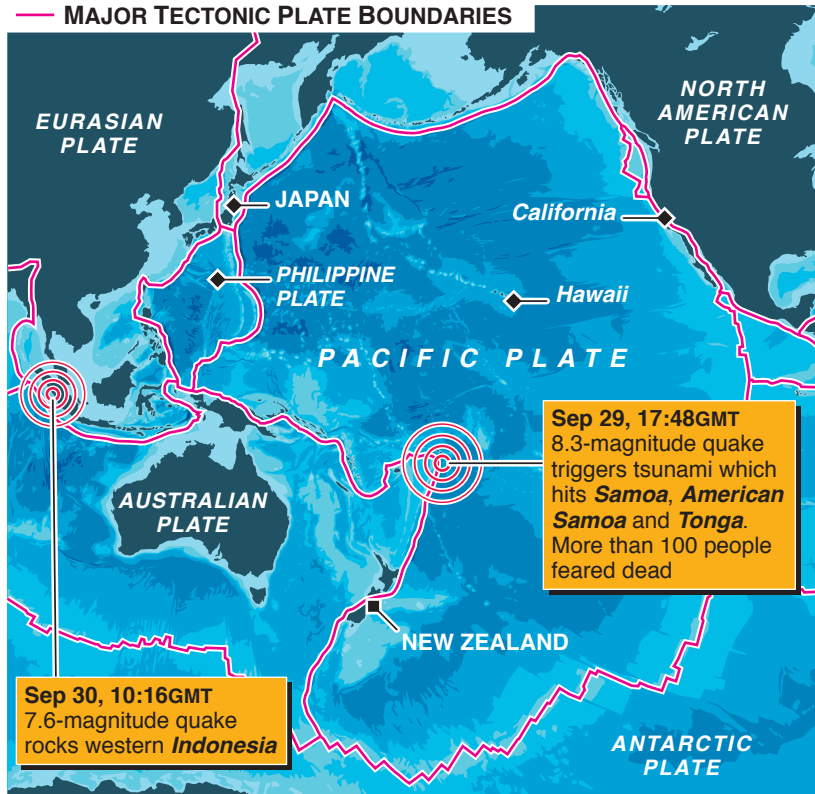 MAJOR TECTONIC PLATE BOUNDARIES
EURASIAN
PLATE
NORTH
AMERICAN
PLATE
JAPAN
California
PHILIPPINE
PLATE
Hawaii
PACIFIC PLATE
Sep 29, 17:48GMT
8.3-magnitude quake
triggers tsunami which
hits Samoa, American
Samoa and Tonga.
More than 100 people
feared dead
AUSTRALIAN
PLATE
NEW ZEALAND
Sep 30, 10:16GMT
7.6-magnitude quake
rocks western Indonesia
ANTARCTIC
PLATE